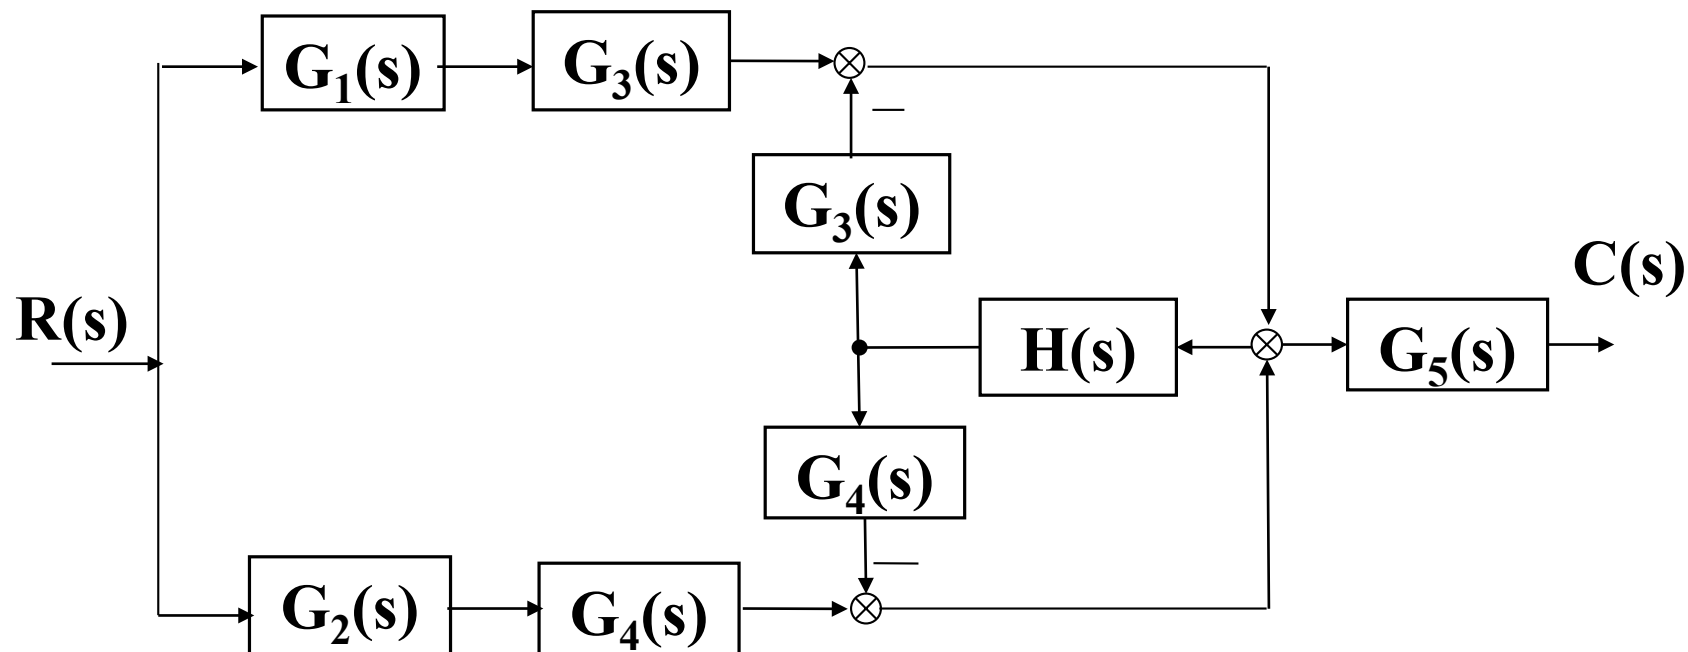 G₁(s)
G₃(s)
—
G₃(s)
C(s)
R(s)
H(s)
G₅(s)
G₄(s)
—
G₂(s)
G₄(s)